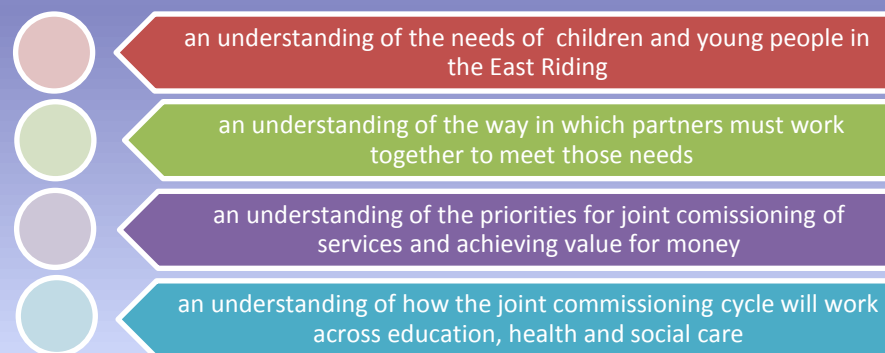 an understanding of the needs of  children and young people in
the East Riding
an understanding of the way in which partners must work
together to meet those needs
an understanding of the priorities for joint comissioning of
services and achieving value for money
an understanding of how the joint commissioning cycle will work
across education, health and social care